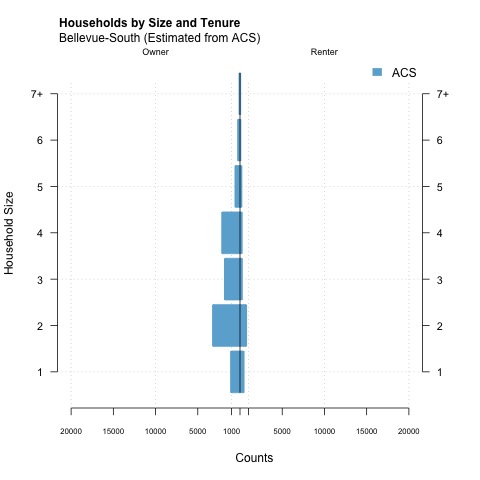 Households by Size and Tenure
Bellevue-South (Estimated from ACS)
Owner Renter
ACS
7+ 7+
6 6
5 5
4 4
3 3
2 2
1 1
Household Size
20000 15000 10000 5000 1000 5000 10000 15000 20000
Counts